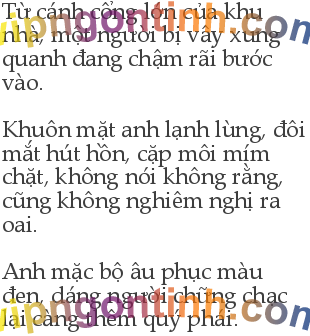 Từ cánh cổng lớn của khu
nhà, một người bị vây xung
quanh đang chậm rãi bước
vào.
Khuôn mặt anh lạnh lùng, đôi
mắt hút hồn, cặp môi mím
chặt, không nói không rằng,
cũng không nghiêm nghị ra
oai.
Anh mặc bộ âu phục màu
đen, dáng người chững chạc
lại càng thêm quý phái.
vipngontinh.com
vipngontinh.com